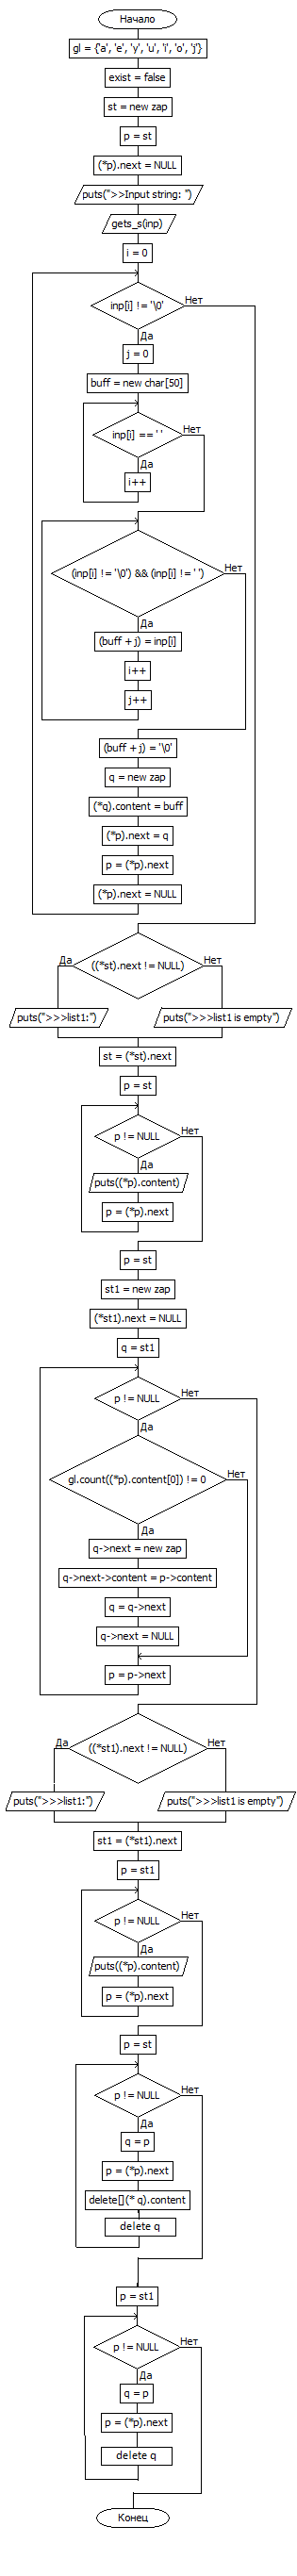 Начало
gl = {'a', 'e', 'y', 'u', 'i', 'o', 'j'}
exist = false
st = new zap
p = st
(*p).next = NULL
puts(">>Input string: ")
gets_s(inp)
i = 0
inp[i] != '\0'
Нет
Да
j = 0
buff = new char[50]
inp[i] == ' '
Нет
Да
i++
(inp[i] != '\0') && (inp[i] != ' ')
Нет
Да
(buff + j) = inp[i]
i++
j++
(buff + j) = '\0'
q = new zap
(*q).content = buff
(*p).next = q
p = (*p).next
(*p).next = NULL
Да
((*st).next != NULL)
Нет
puts(">>>list1:")
puts(">>>list1 is empty")
st = (*st).next
p = st
p != NULL
Нет
Да
puts((*p).content)
p = (*p).next
p = st
st1 = new zap
(*st1).next = NULL
q = st1
p != NULL
Нет
Да
gl.count((*p).content[0]) != 0
Нет
Да
q->next = new zap
q->next->content = p->content
q = q->next
q->next = NULL
p = p->next
Да
((*st1).next != NULL)
Нет
puts(">>>list1:")
puts(">>>list1 is empty")
st1 = (*st1).next
p = st1
p != NULL
Нет
Да
puts((*p).content)
p = (*p).next
p = st
p != NULL
Нет
Да
q = p
p = (*p).next
delete[](* q).content
delete q
p = st1
p != NULL
Нет
Да
q = p
p = (*p).next
delete q
Конец